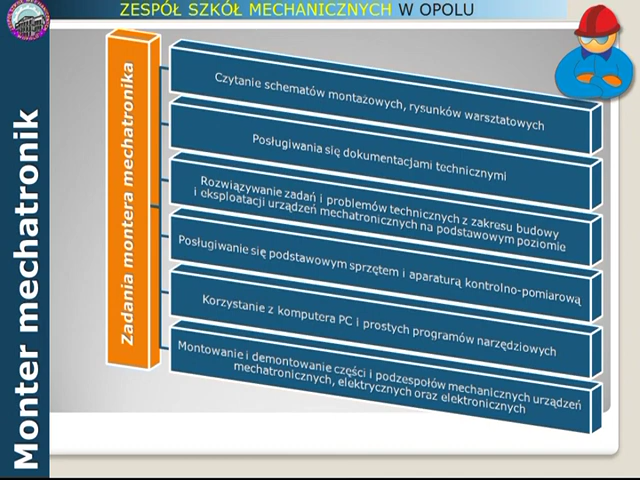 ZESPÓŁ SZKÓŁ MECHANICZNYCH W OPOLU
Monter mechatronik
Zadania montera mechatronika
Czytanie schematów montażowych, rysunków warsztatowych
Posługiwania się dokumentacjami technicznymi
Rozwiązywanie zadań i problemów technicznych z zakresu budowy
i eksploatacji urządzeń mechatronicznych na podstawowym poziomie
Posługiwanie się podstawowym sprzętem i aparaturą kontrolno-pomiarową
Korzystanie z komputera PC i prostych programów narzędziowych
Montowanie i demontowanie części i podzespołów mechanicznych urządzeń
mechatronicznych, elektrycznych oraz elektronicznych